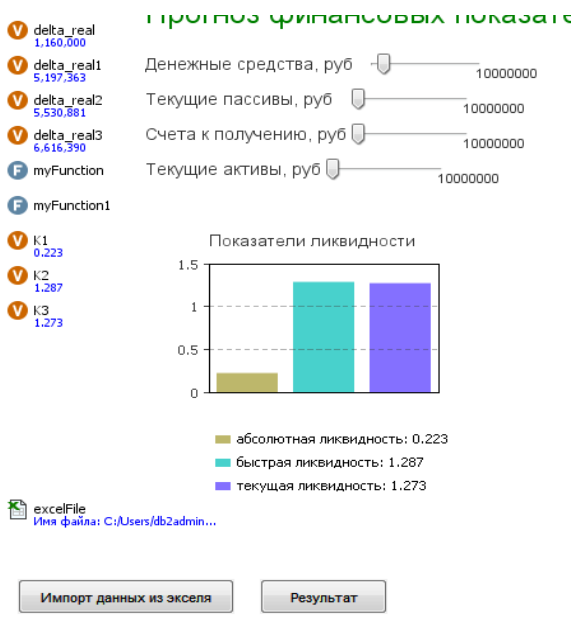 Прогноз финансовых показате
delta_real
1,160,000
delta_real1
5,197,363
Денежные средства, руб
10000000
delta_real2
5,530,881
Текущие пассивы, руб
10000000
delta_real3
6,616,390
Счета к получению, руб
10000000
myFunction
Текущие активы, руб
10000000
myFunction1
K1
0.223
K2
1.287
K3
1.273
Показатели ликвидности
1.5
1
0.5
0
абсолютная ликвидность: 0.223
быстрая ликвидность: 1.287
текущая ликвидность: 1.273
excelFile
Имя файла: C:/Users/db2admin...
Импорт данных из экселя
Результат